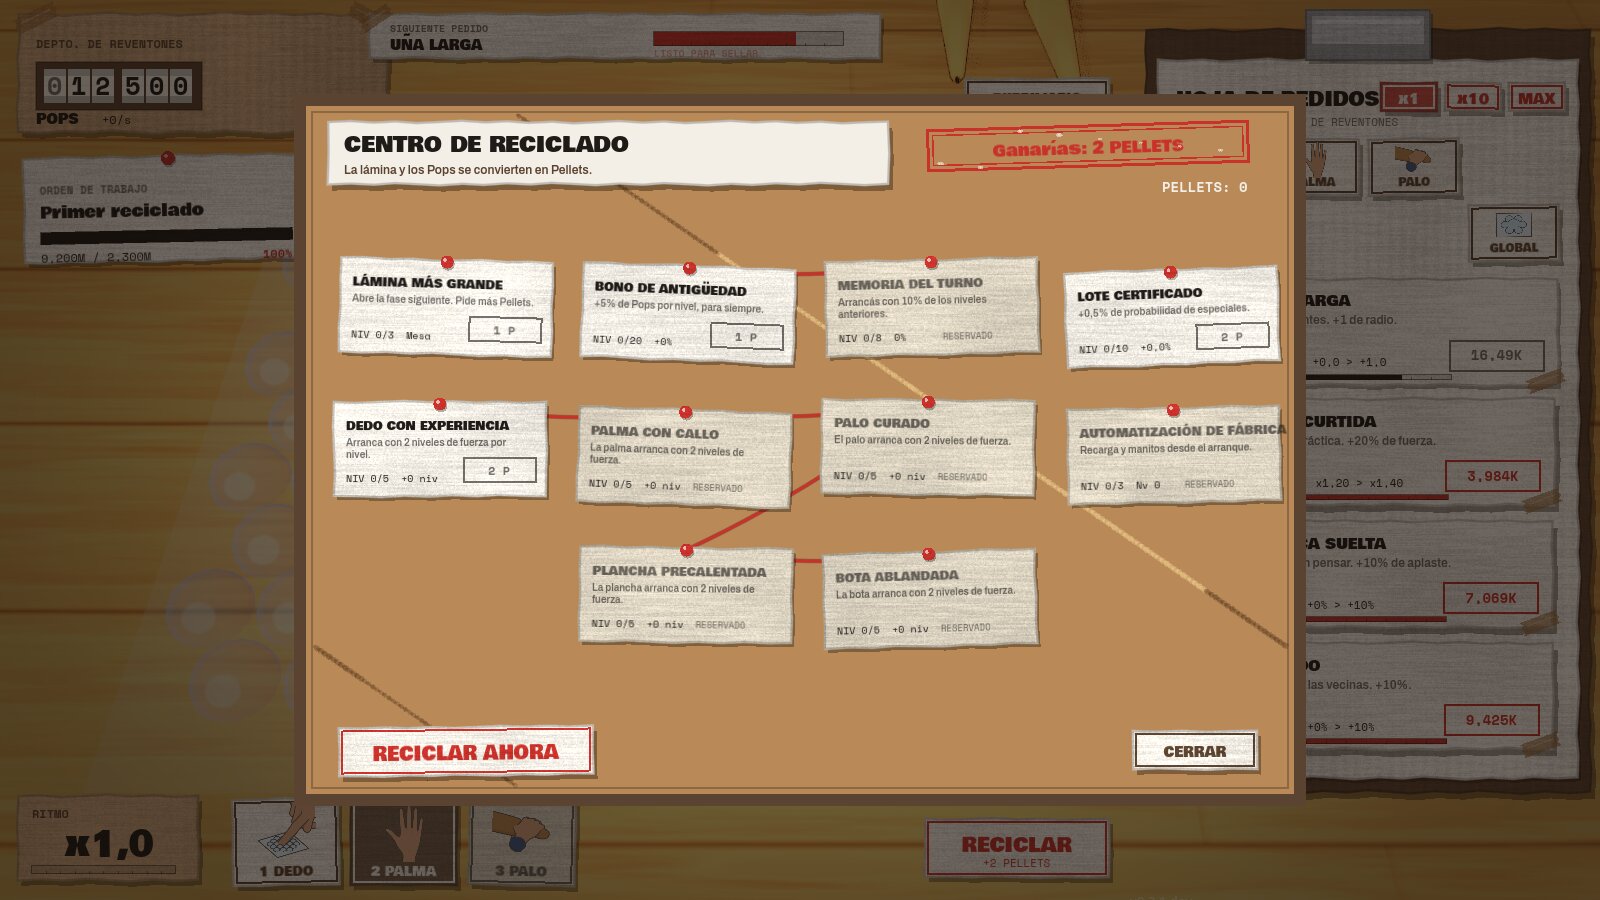 DEPTO. DE REVENTONES
012500
POPS +0/s
SIGUIENTE PEDIDO
UÑA LARGA
LISTO PARA SELLAR
ORDEN DE TRABAJO
Primer reciclado
9.200M / 2.300M 100%
CENTRO DE RECICLADO
La lámina y los Pops se convierten en Pellets.
Ganarías: 2 PELLETS
PELLETS: 0
LÁMINA MÁS GRANDE
Abre la fase siguiente. Pide más Pellets.
NIV 0/3 Mesa
1 P
BONO DE ANTIGÜEDAD
+5% de Pops por nivel, para siempre.
NIV 0/20 +0%
1 P
MEMORIA DEL TURNO
Arrancás con 10% de los niveles
anteriores.
NIV 0/8 0% RESERVADO
LOTE CERTIFICADO
+0,5% de probabilidad de especiales.
NIV 0/10 +0,0%
2 P
DEDO CON EXPERIENCIA
Arranca con 2 niveles de fuerza por
nivel.
NIV 0/5 +0 niv
2 P
PALMA CON CALLO
La palma arranca con 2 niveles de
fuerza.
NIV 0/5 +0 niv RESERVADO
PALO CURADO
El palo arranca con 2 niveles de fuerza.
NIV 0/5 +0 niv RESERVADO
AUTOMATIZACIÓN DE FÁBRICA
Recarga y manitos desde el arranque.
NIV 0/3 Nv 0 RESERVADO
PLANCHA PRECALENTADA
La plancha arranca con 2 niveles de
fuerza.
NIV 0/5 +0 niv RESERVADO
BOTA ABLANDADA
La bota arranca con 2 niveles de fuerza.
NIV 0/5 +0 niv RESERVADO
RECICLAR AHORA
CERRAR
HOJA DE PEDIDOS
x1
x10
MAX
DE REVENTONES
LMA
PALO
GLOBAL
ARGA
ntes. +1 de radio.
+0,0 > +1,0
16,49K
CURTIDA
ráctica. +20% de fuerza.
x1,20 > x1,40
3,984K
CA SUELTA
n pensar. +10% de aplaste.
+0% > +10%
7,069K
DO
las vecinas. +10%.
+0% > +10%
9,425K
RITMO
x1,0
1 DEDO
2 PALMA
3 PALO
RECICLAR
+2 PELLETS